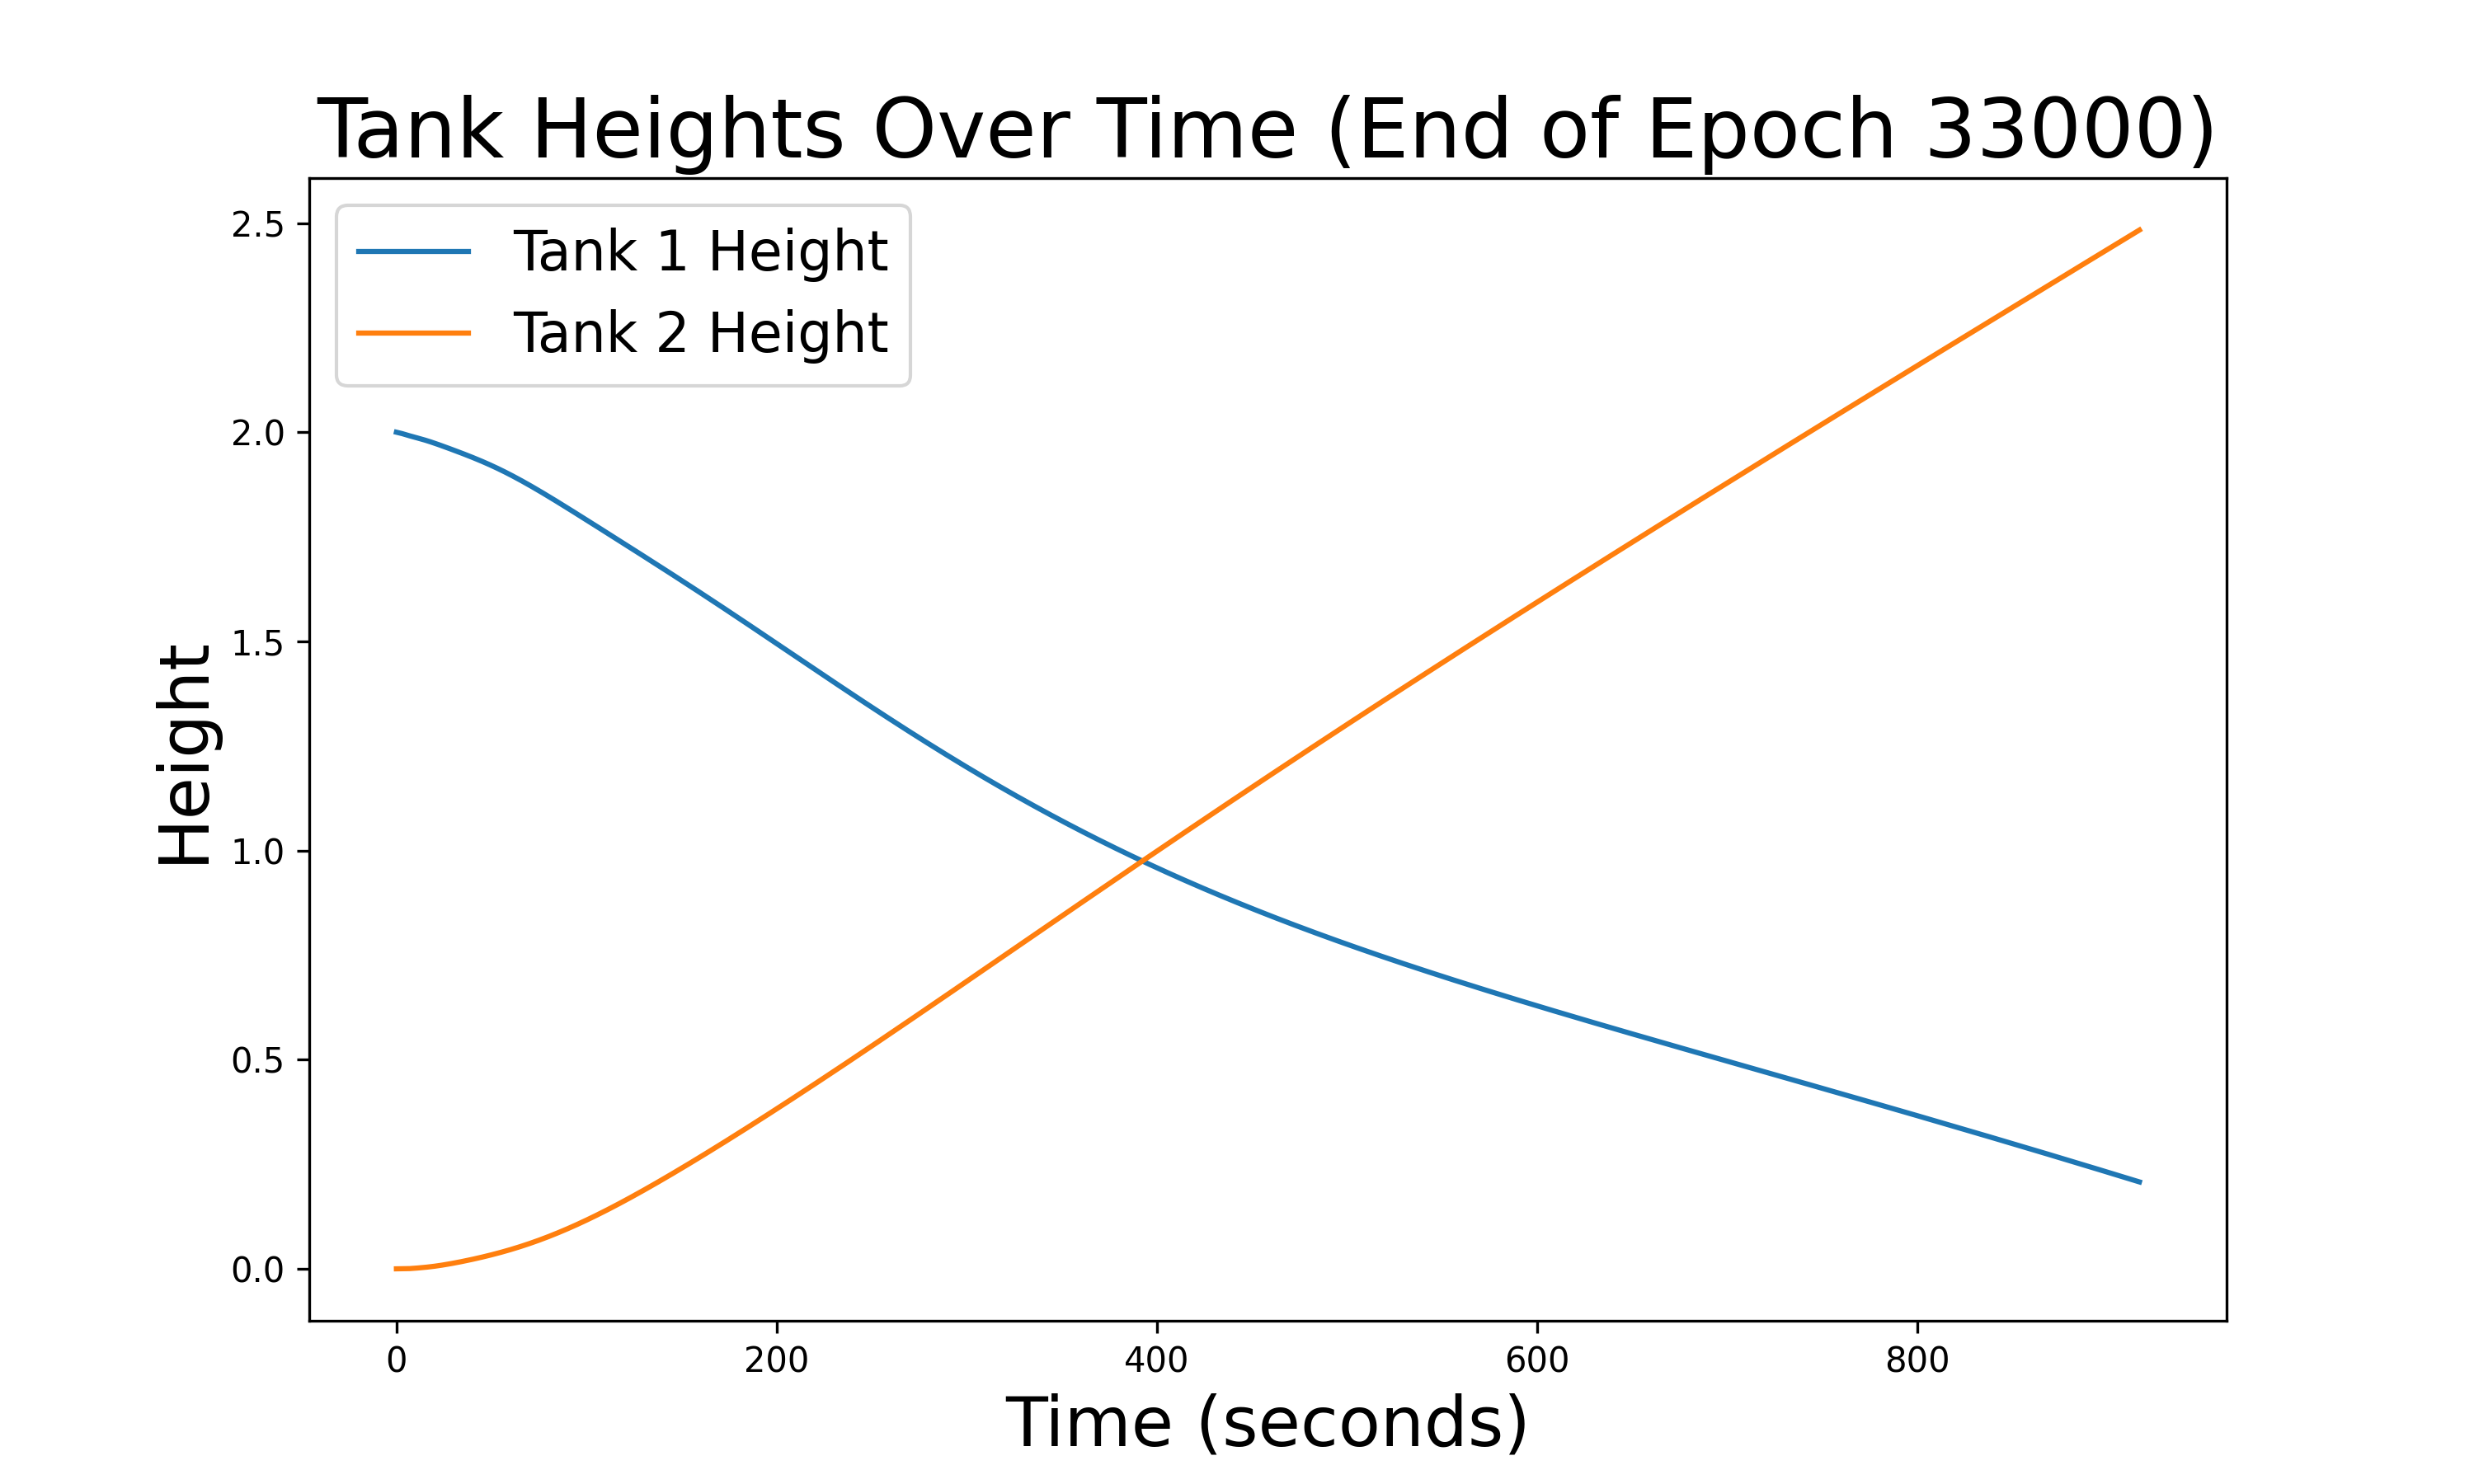 Tank Heights Over Time (End of Epoch 33000)
Tank 1 Height
Tank 2 Height
Height
2.5
2.0
1.5
1.0
0.5
0.0
0 200 400 600 800
Time (seconds)